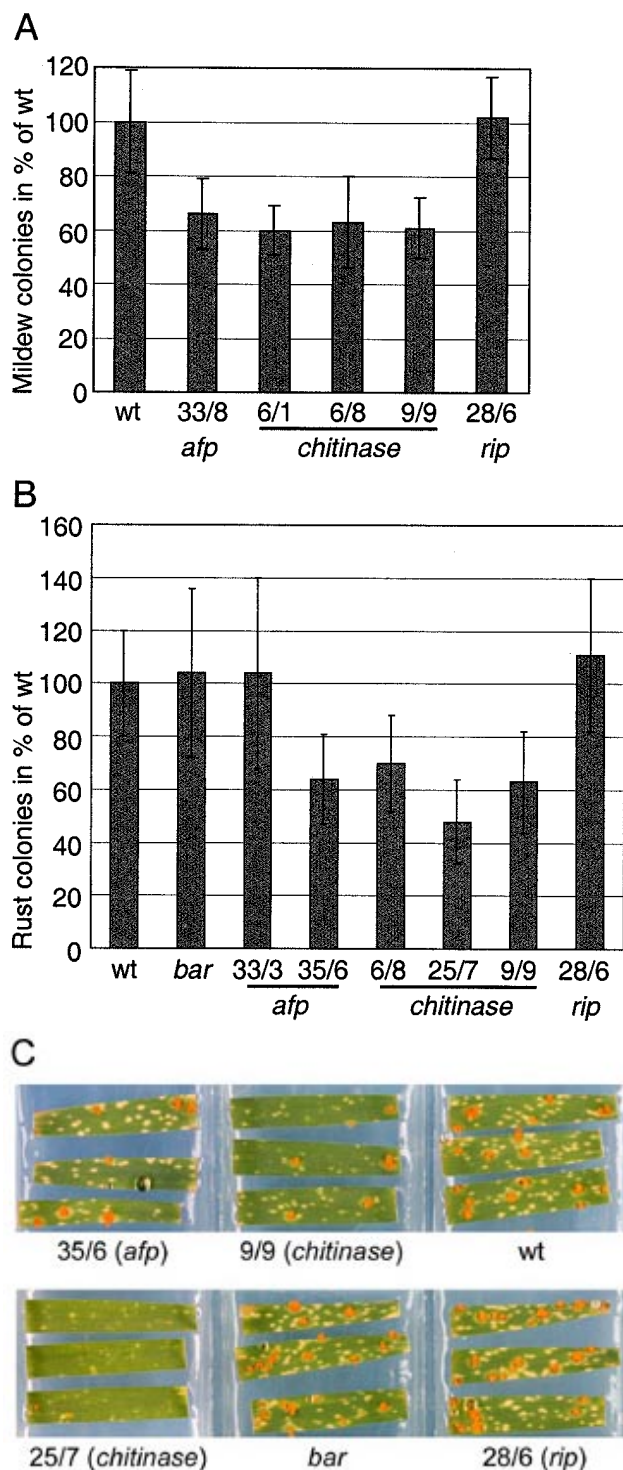 A
Mildew colonies in % of wt
120
100
80
60
40
20
0
wt 33/8 6/1 6/8 9/9 28/6
afp chitinase rip
B
Rust colonies in % of wt
160
140
120
100
80
60
40
20
0
wt bar 33/3 35/6 6/8 25/7 9/9 28/6
afp chitinase rip
C
35/6 (afp) 9/9 (chitinase) wt
25/7 (chitinase) bar 28/6 (rip)